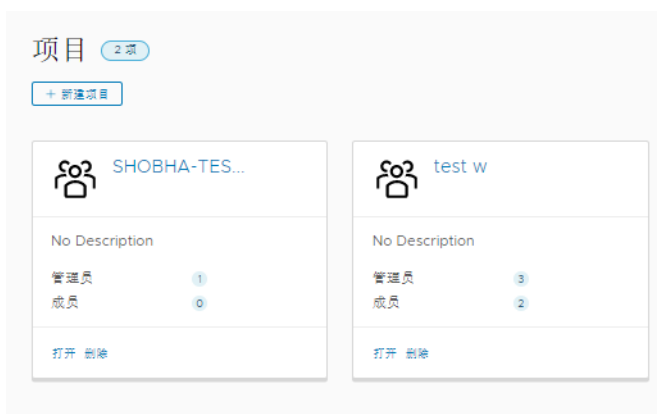 项目 2 项
+ 新建项目
SHOBHA-TES...
No Description
管理员 1
成员 0
打开 删除
test w
No Description
管理员 3
成员 2
打开 删除